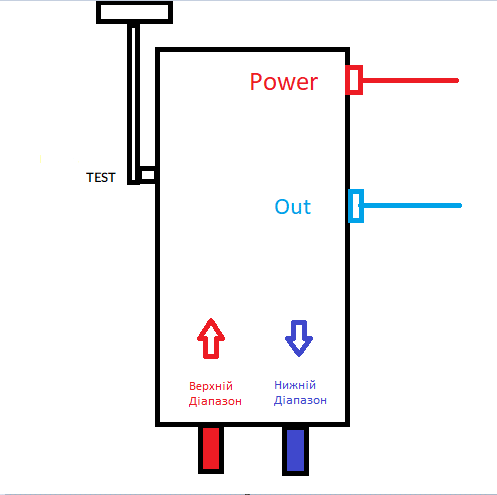 Power
TEST
Out
Верхній
Діапазон
Нижній
Діапазон